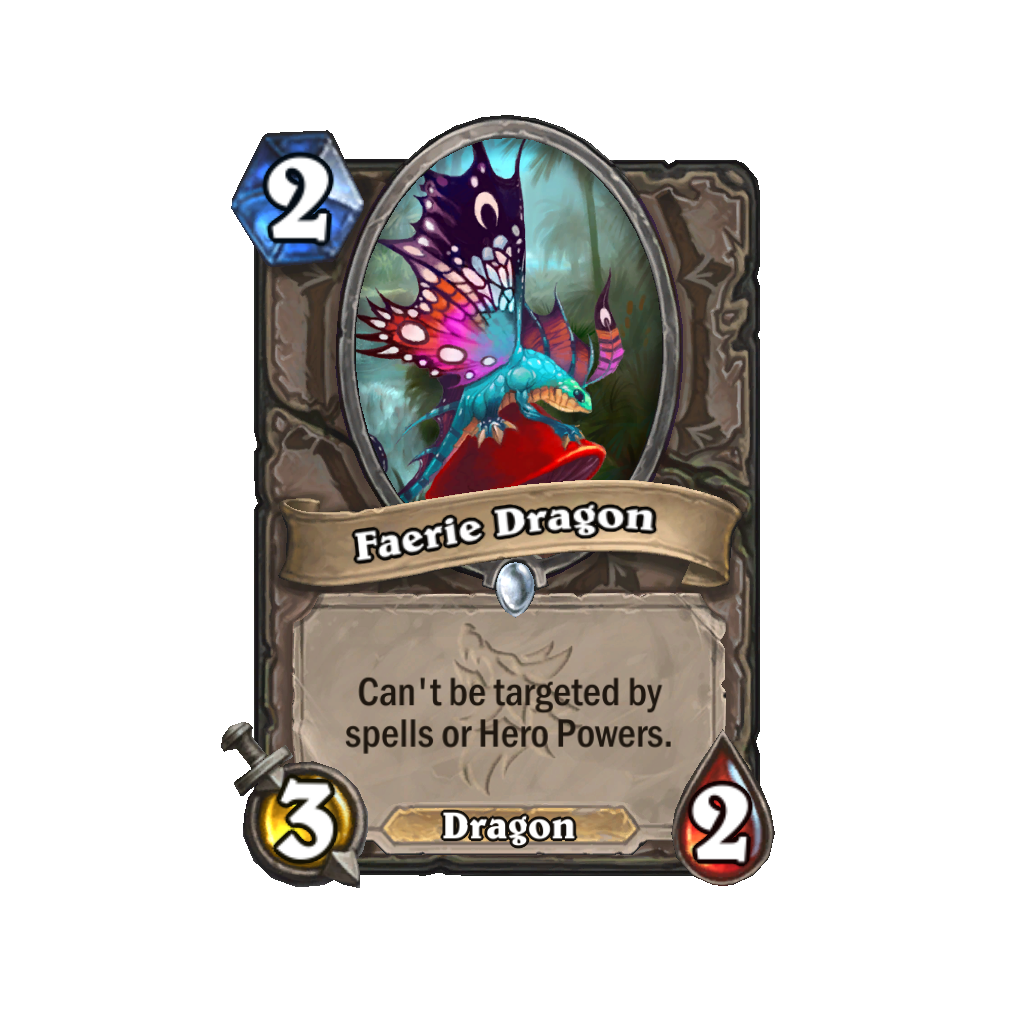 2
Faerie Dragon
Can't be targeted by
spells or Hero Powers.
3
Dragon
2